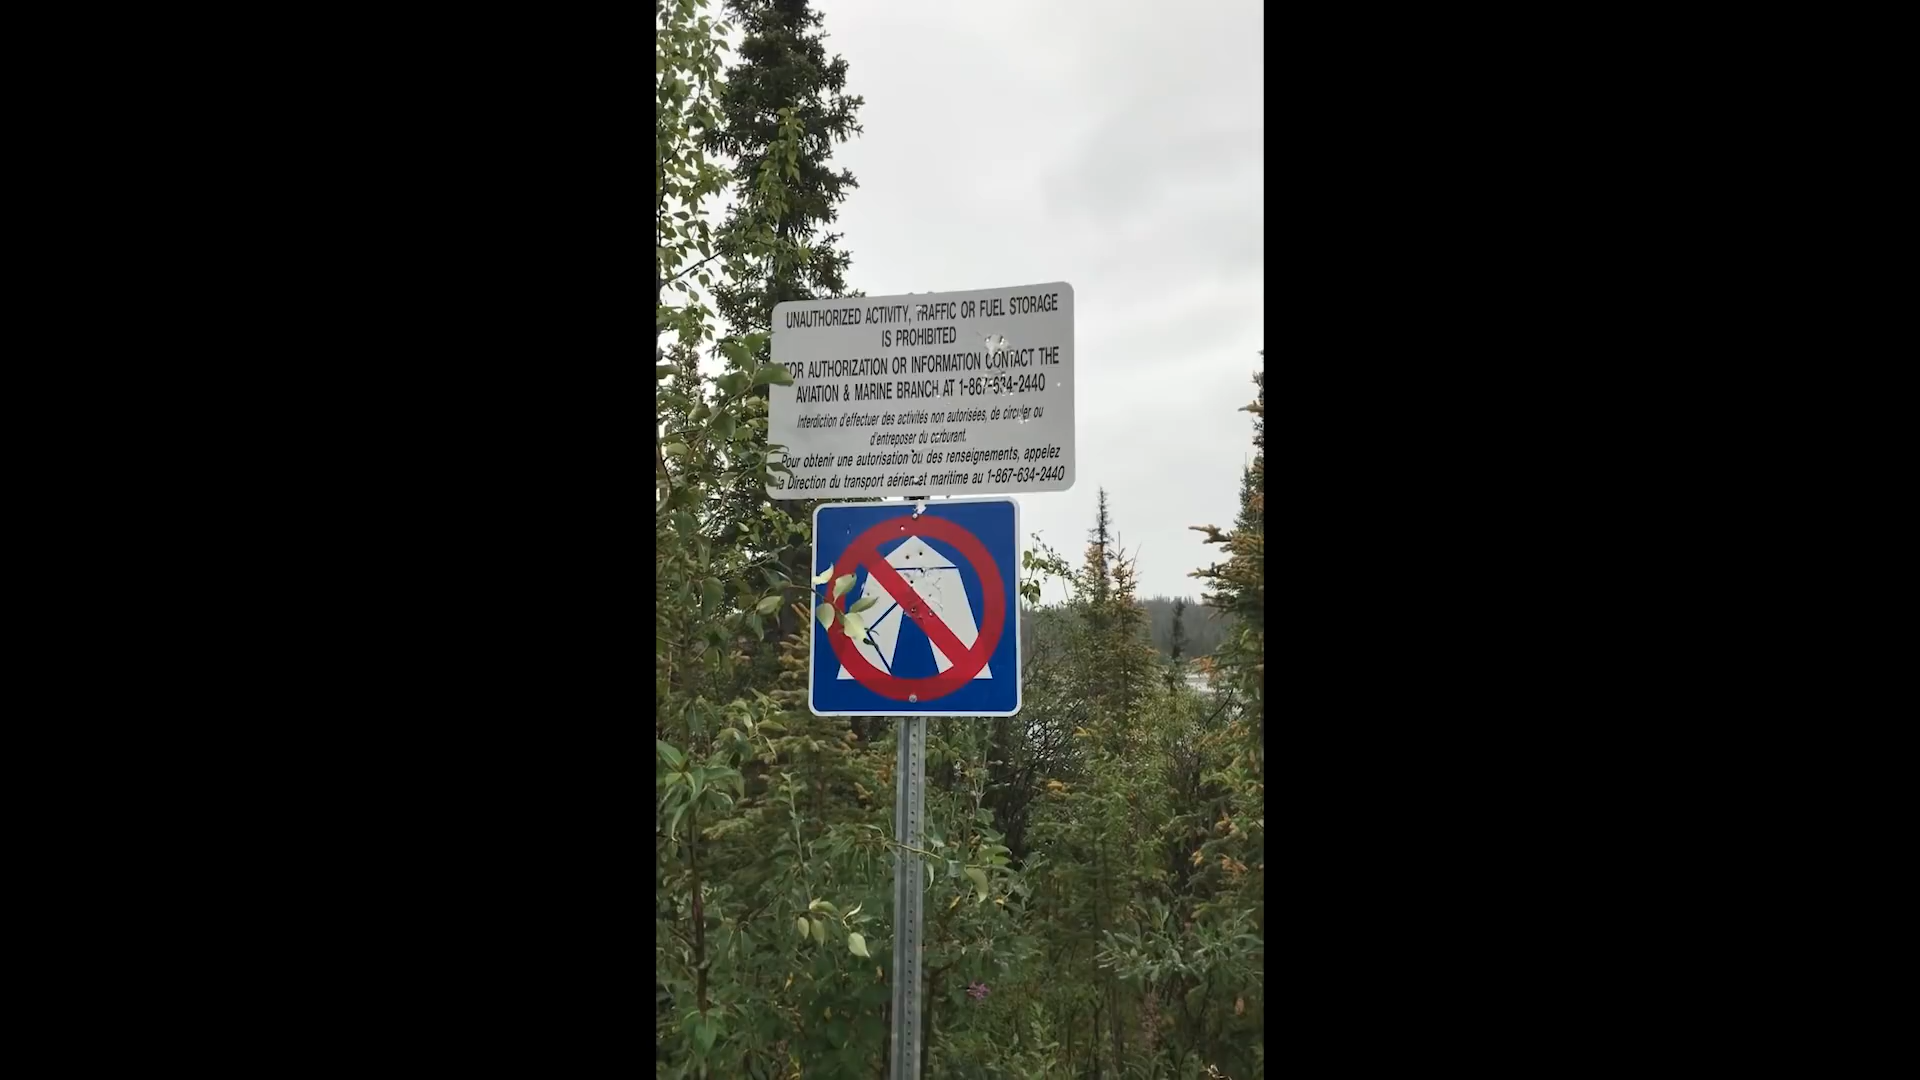 UNAUTHORIZED ACTIVITY, TRAFFIC OR FUEL STORAGE
IS PROHIBITED
FOR AUTHORIZATION OR INFORMATION CONTACT THE
AVIATION & MARINE BRANCH AT 1-867-634-2440
Interdiction d'effectuer des activités non autorisées, de circuler ou
d'entreposer du carburant.
Pour obtenir une autorisation ou des renseignements, appelez
la Direction du transport aérien et maritime au 1-867-634-2440